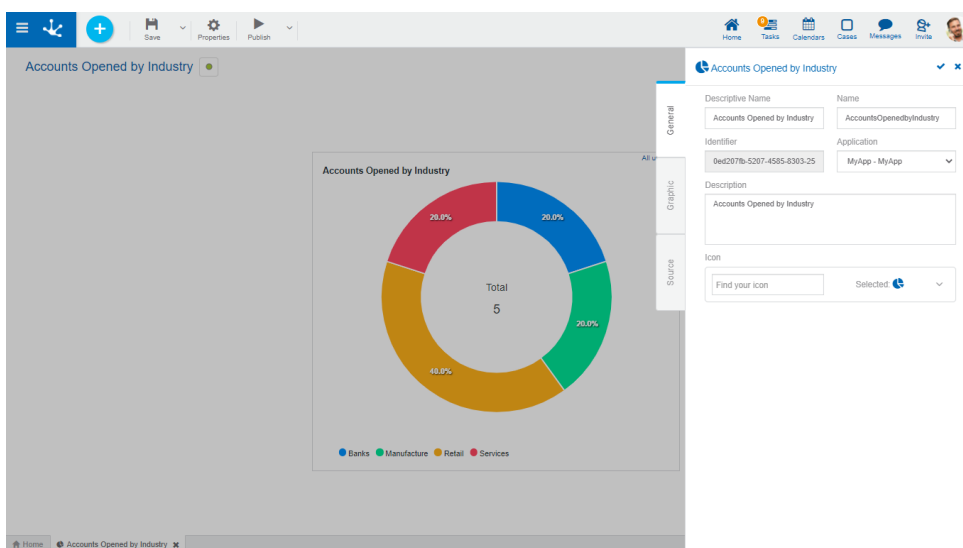 Save
Properties
Publish
Home
9
Tasks
Calendars
Cases
Messages
Invite
Accounts Opened by Industry
General
Graphic
Source
All u
Accounts Opened by Industry
20.0%
20.0%
20.0%
40.0%
Total
5
Banks
Manufacture
Retail
Services
Accounts Opened by Industry
Descriptive Name
Name
Accounts Opened by Industry
AccountsOpenedbyIndustry
Identifier
Application
0ed207fb-5207-4585-8303-25
MyApp - MyApp
Description
Accounts Opened by Industry
Icon
Find your icon
Selected:
Home
Accounts Opened by Industry